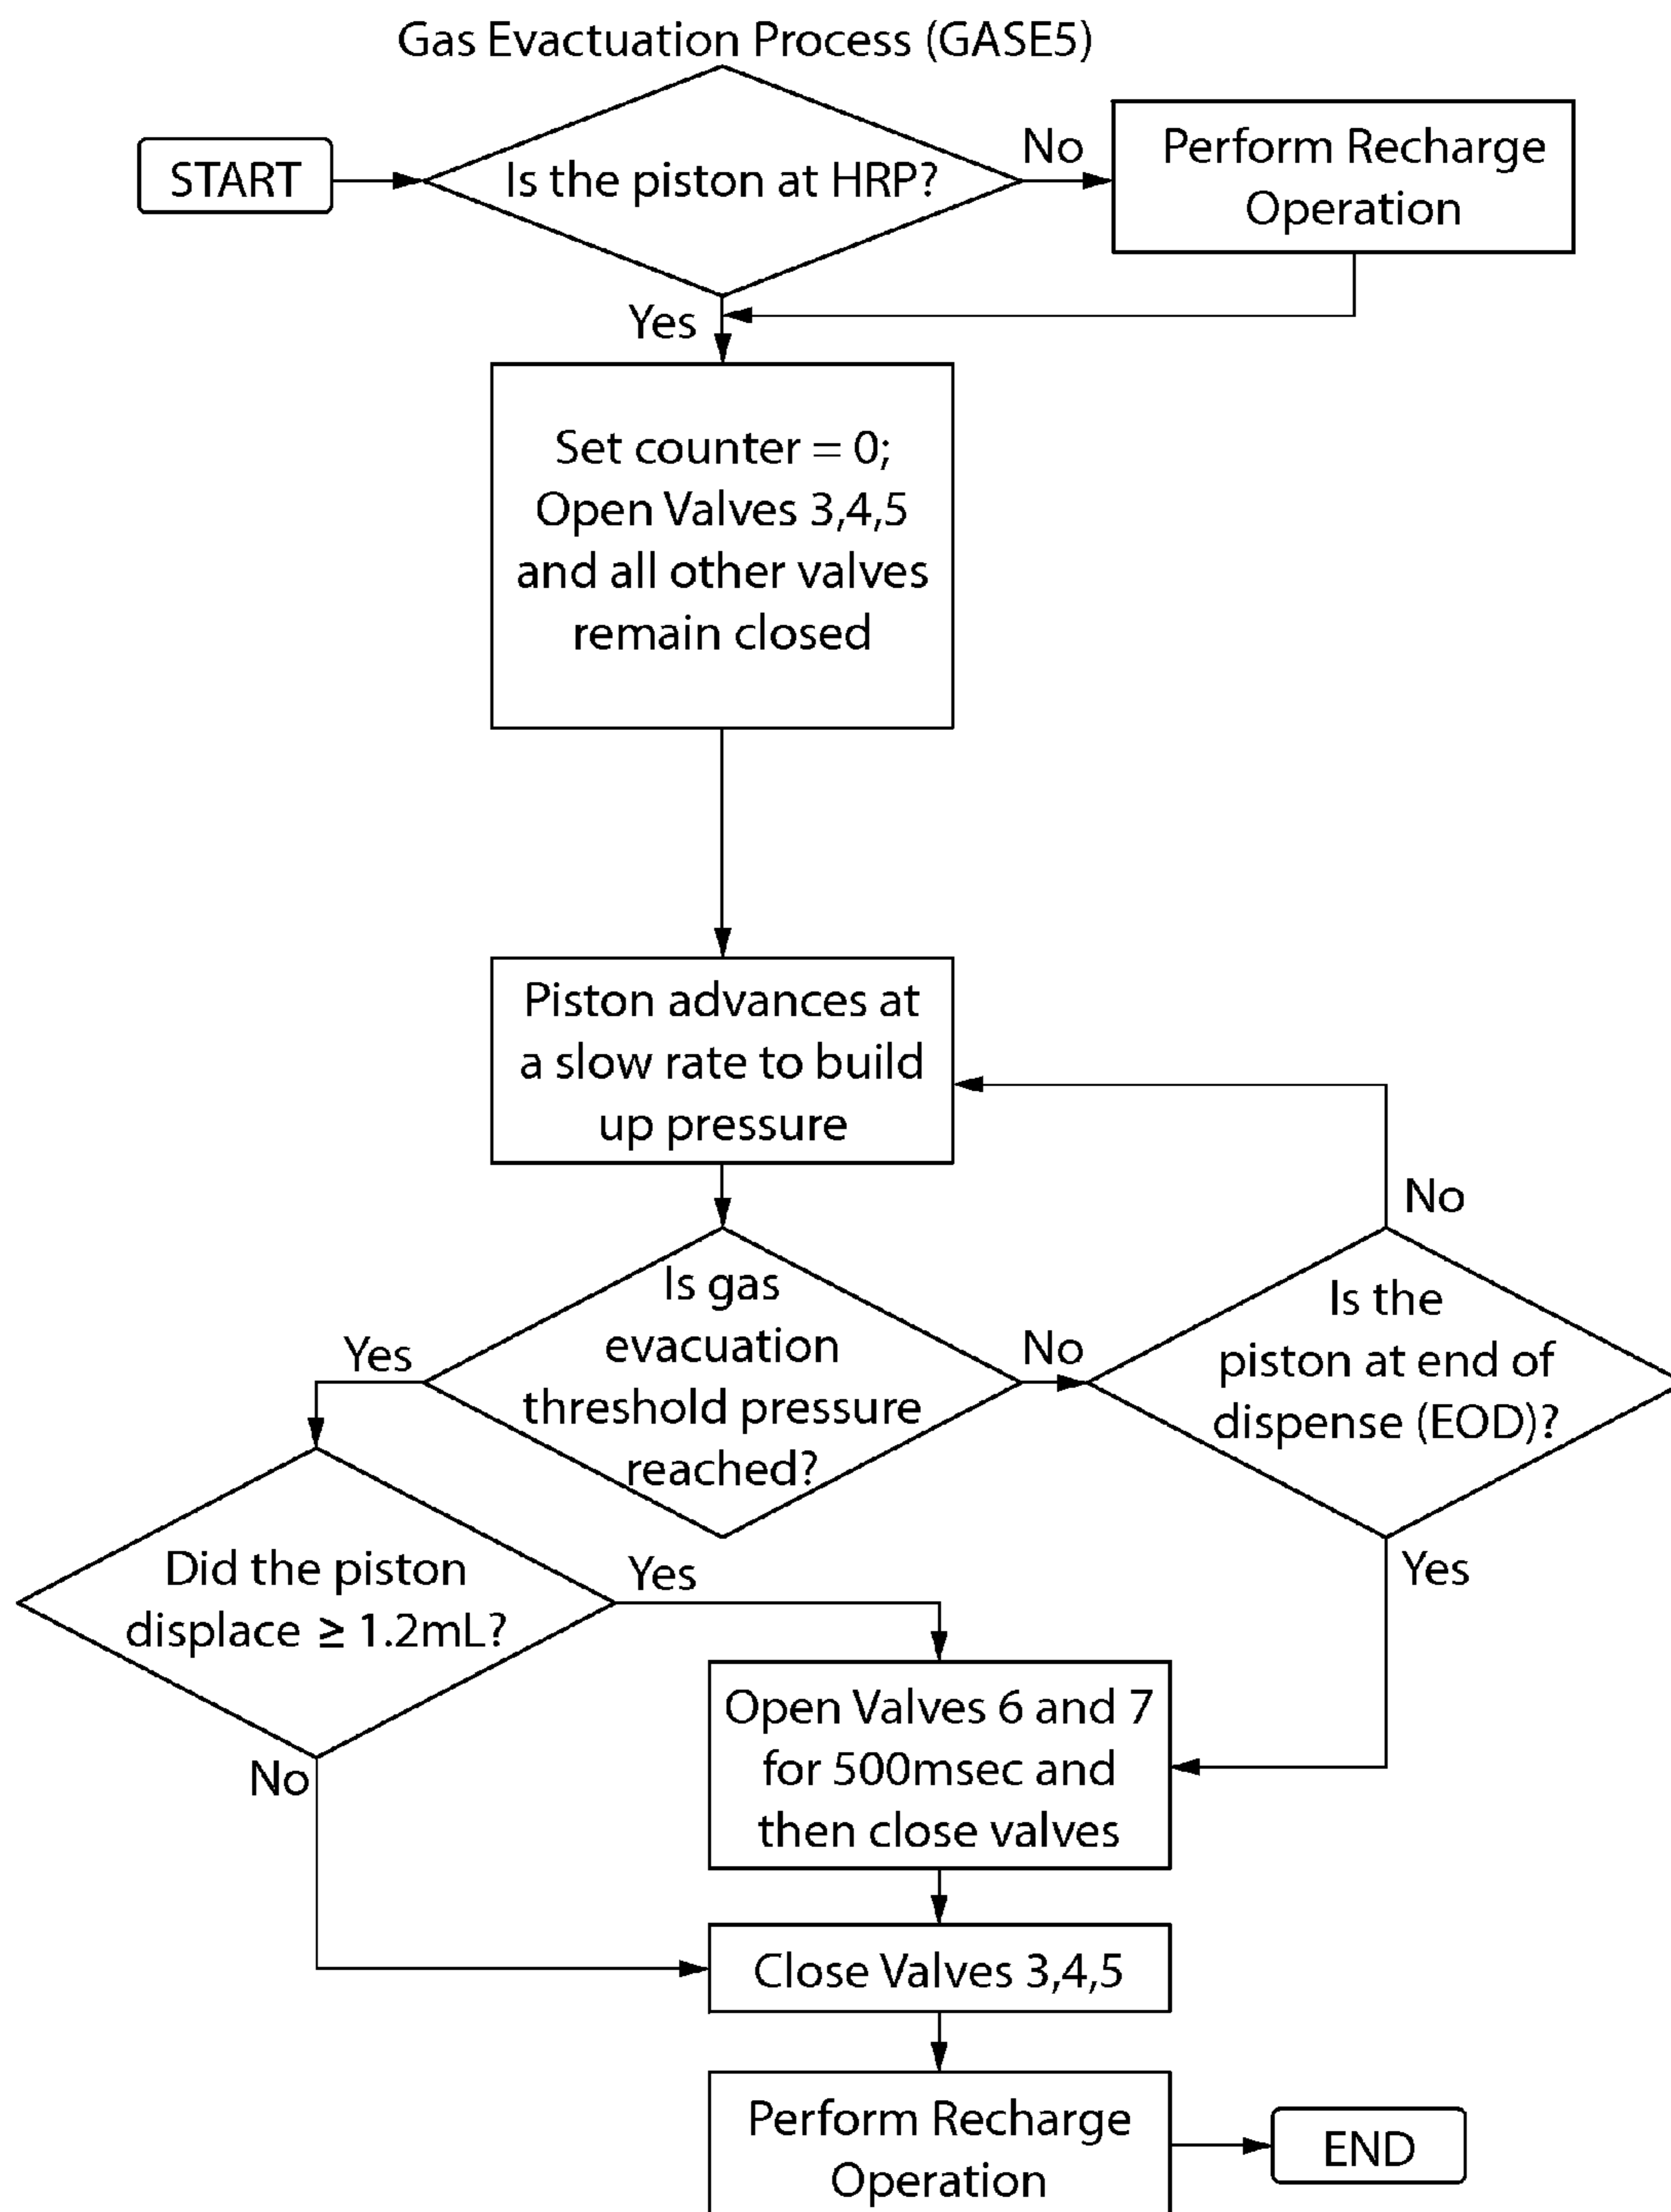 Gas Evactuation Process (GASE5)
START
Is the piston at HRP?
No
Perform Recharge
Operation
Yes
Set counter = 0;
Open Valves 3,4,5
and all other valves
remain closed
Piston advances at
a slow rate to build
up pressure
No
Is gas
evacuation
threshold pressure
reached?
Yes
No
Is the
piston at end of
dispense (EOD)?
Did the piston
displace ≥ 1.2mL?
Yes
Yes
Open Valves 6 and 7
for 500msec and
then close valves
No
Close Valves 3,4,5
Perform Recharge
Operation
END